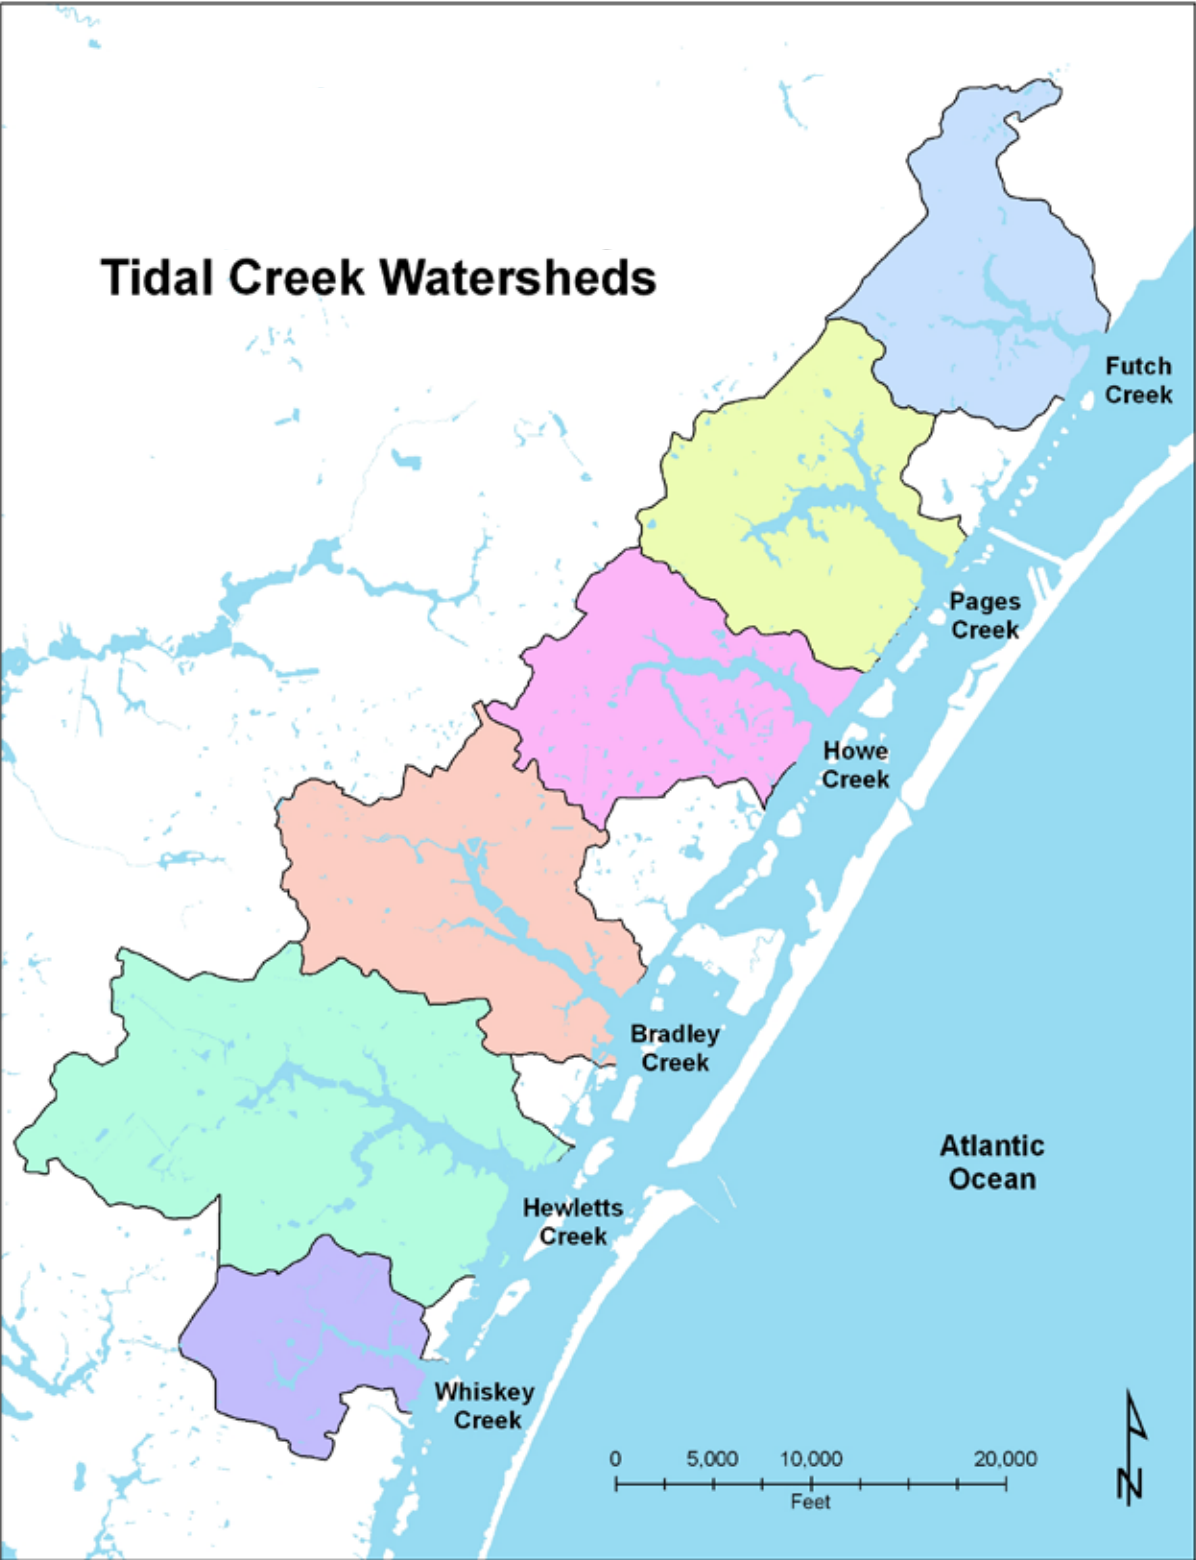 Tidal Creek Watersheds
Futch
Creek
Pages
Creek
Howe
Creek
Bradley
Creek
Atlantic
Ocean
Hewletts
Creek
Whiskey
Creek
0 5,000 10,000 20,000
Feet
N